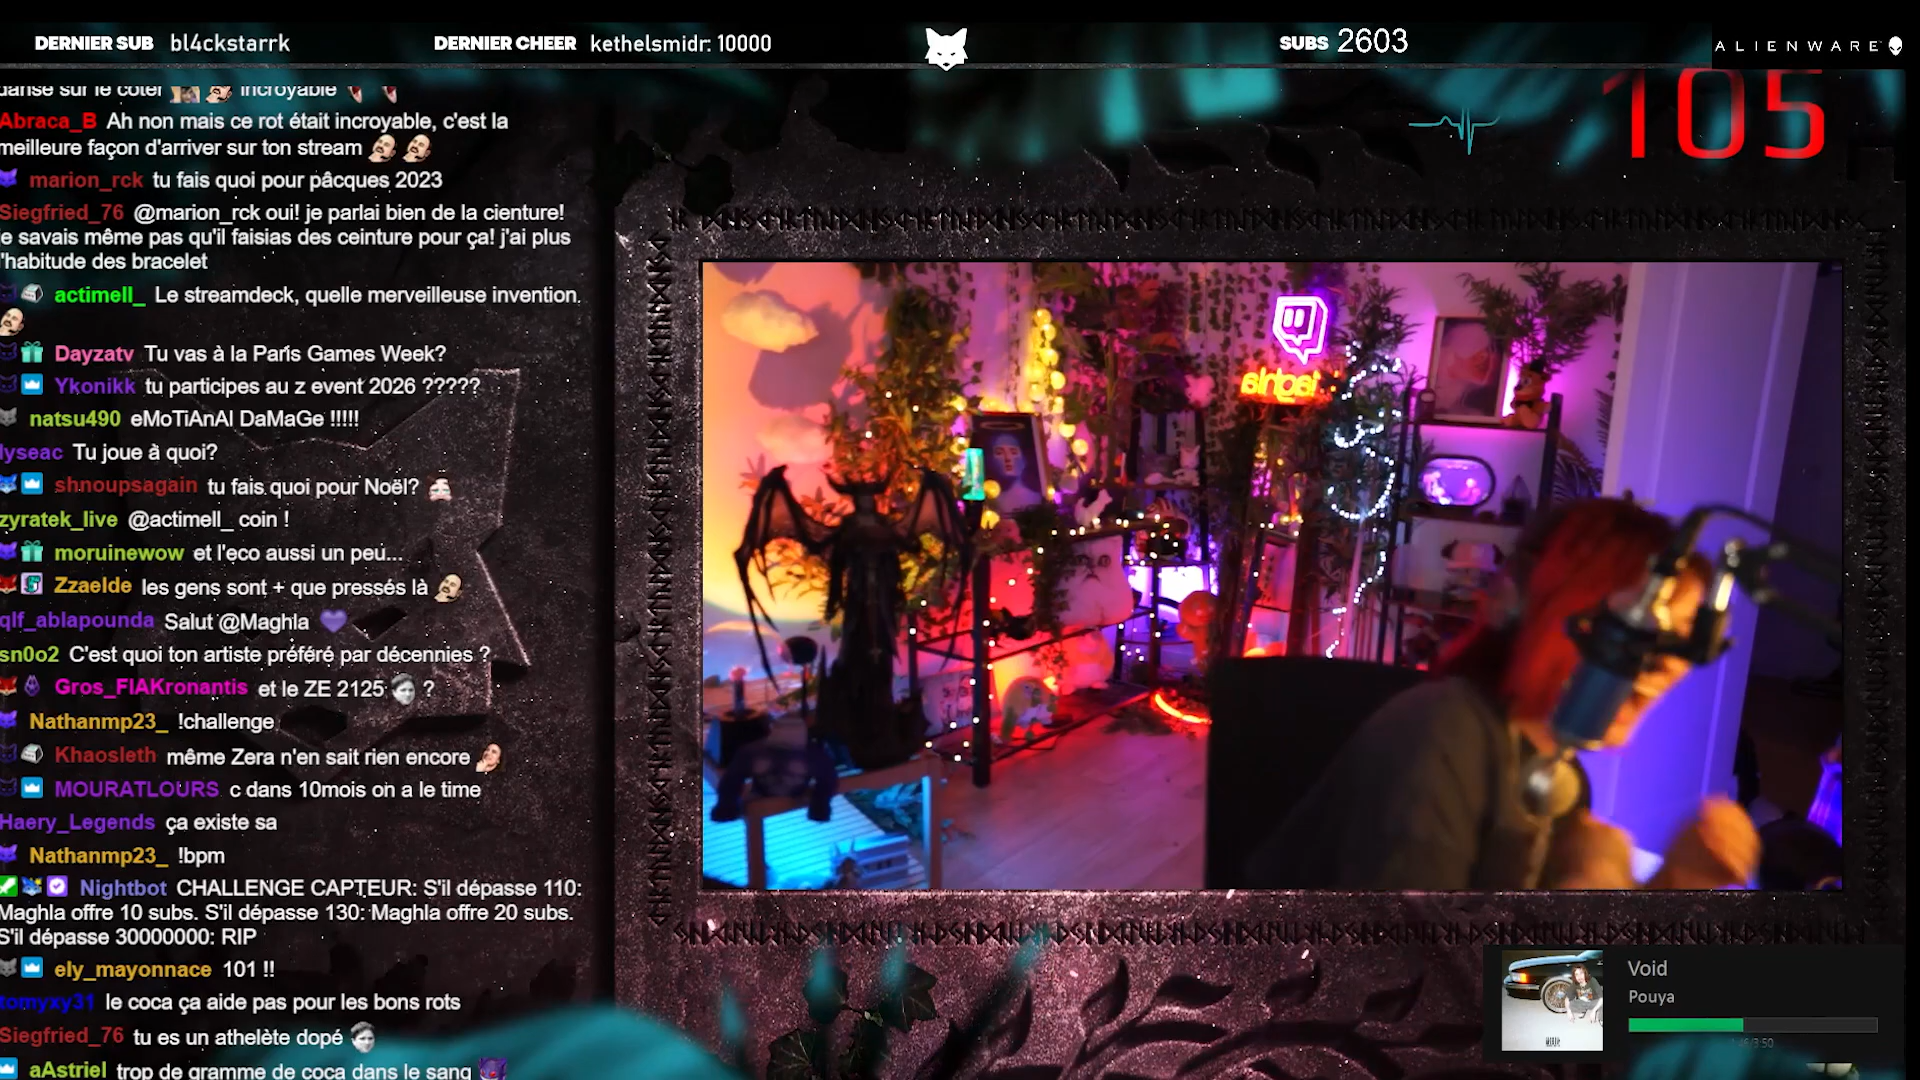 DERNIER SUB bl4ckstarrk DERNIER CHEER kethelsmidr: 10000 SUBS 2603 ALIENWARE
105
danse sur le coter incroyable
Abraca_B Ah non mais ce rot était incroyable, c'est la
meilleure façon d'arriver sur ton stream
marion_rck tu fais quoi pour pâcques 2023
Siegfried_76 @marion_rck oui! je parlai bien de la cienture!
je savais même pas qu'il faisias des ceinture pour ça! j'ai plus
l'habitude des bracelet
actimell_ Le streamdeck, quelle merveilleuse invention.
Dayzatv Tu vas à la Paris Games Week?
Ykonikk tu participes au z event 2026 ?????
natsu490 eMoTiAnAl DaMaGe !!!!!
lyseac Tu joue à quoi?
shnoupsagain tu fais quoi pour Noël?
zyratek_live @actimell_ coin !
moruinewow et l'eco aussi un peu...
Zzaelde les gens sont + que pressés là
qlf_ablapounda Salut @Maghla
sn0o2 C'est quoi ton artiste préféré par décennies ?
Gros_FlAKronantis et le ZE 2125 ?
Nathanmp23_ !challenge
Khaosleth même Zera n'en sait rien encore
MOURATLOURS c dans 10mois on a le time
Haery_Legends ça existe sa
Nathanmp23_ !bpm
Nightbot CHALLENGE CAPTEUR: S'il dépasse 110:
Maghla offre 10 subs. S'il dépasse 130: Maghla offre 20 subs.
S'il dépasse 30000000: RIP
ely_mayonnace 101 !!
tomyxy31 le coca ça aide pas pour les bons rots
Siegfried_76 tu es un athelète dopé
aAstriel trop de gramme de coca dans le sang
maghla
Void
Pouya